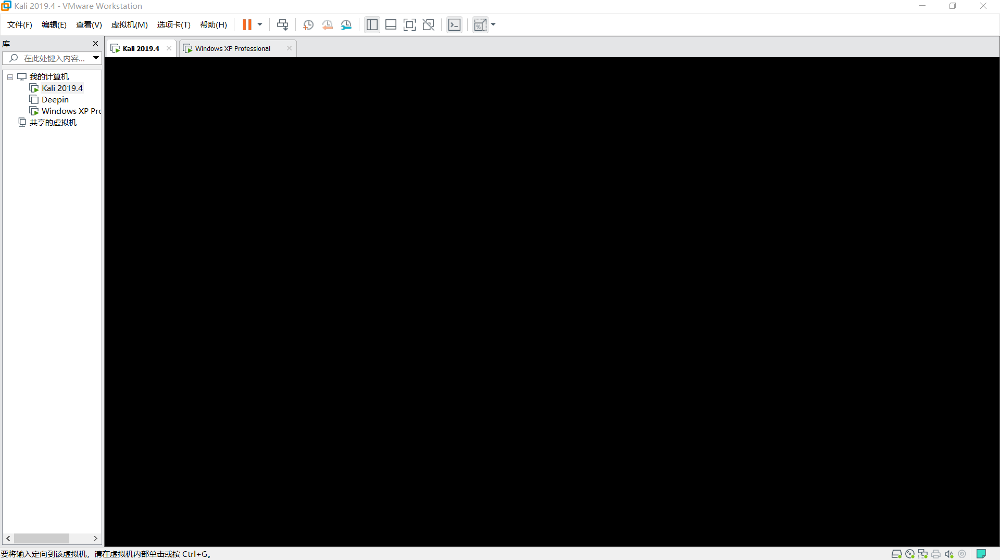 Kali 2019.4 - VMware Workstation
文件(F) 编辑(E) 查看(V) 虚拟机(M) 选项卡(T) 帮助(H)
库
Kali 2019.4
Windows XP Professional
在此处键入内容...
我的计算机
Kali 2019.4
Deepin
Windows XP Prc
共享的虚拟机
要将输入定向到该虚拟机，请在虚拟机内部单击或按 Ctrl+G。